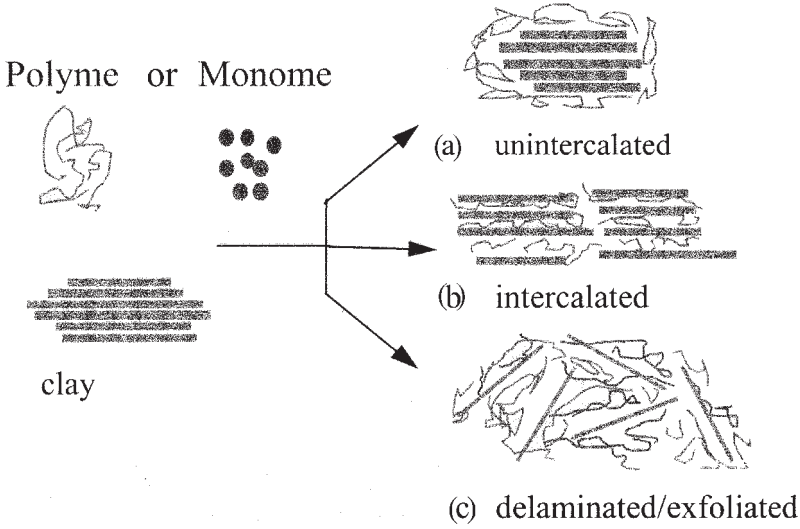 Polyme or Monome
clay
(a) unintercalated
(b) intercalated
(c) delaminated/exfoliated